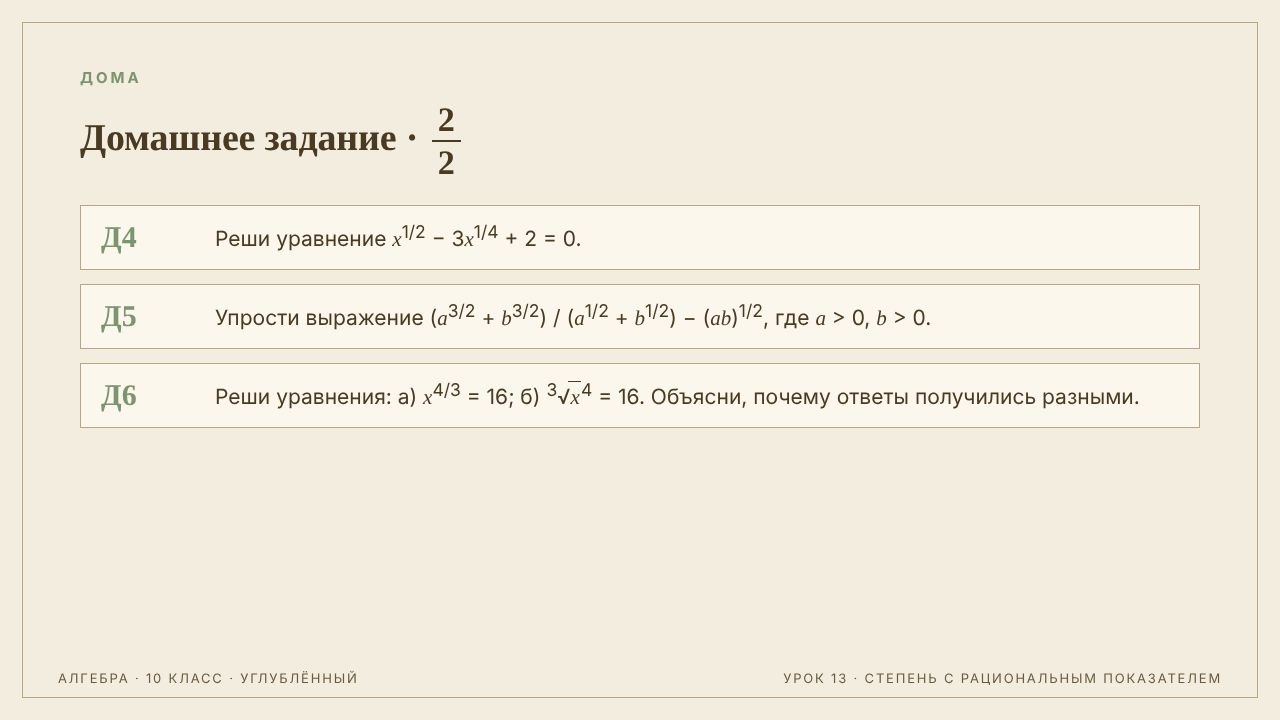 ДОМА
Домашнее задание · 2/2
Д4 Реши уравнение x^1/2 − 3x^1/4 + 2 = 0.
Д5 Упрости выражение (a^3/2 + b^3/2) / (a^1/2 + b^1/2) − (ab)^1/2, где a > 0, b > 0.
Д6 Реши уравнения: а) x^4/3 = 16; б) ³√x̅⁴ = 16. Объясни, почему ответы получились разными.
АЛГЕБРА · 10 КЛАСС · УГЛУБЛЁННЫЙ
УРОК 13 · СТЕПЕНЬ С РАЦИОНАЛЬНЫМ ПОКАЗАТЕЛЕМ